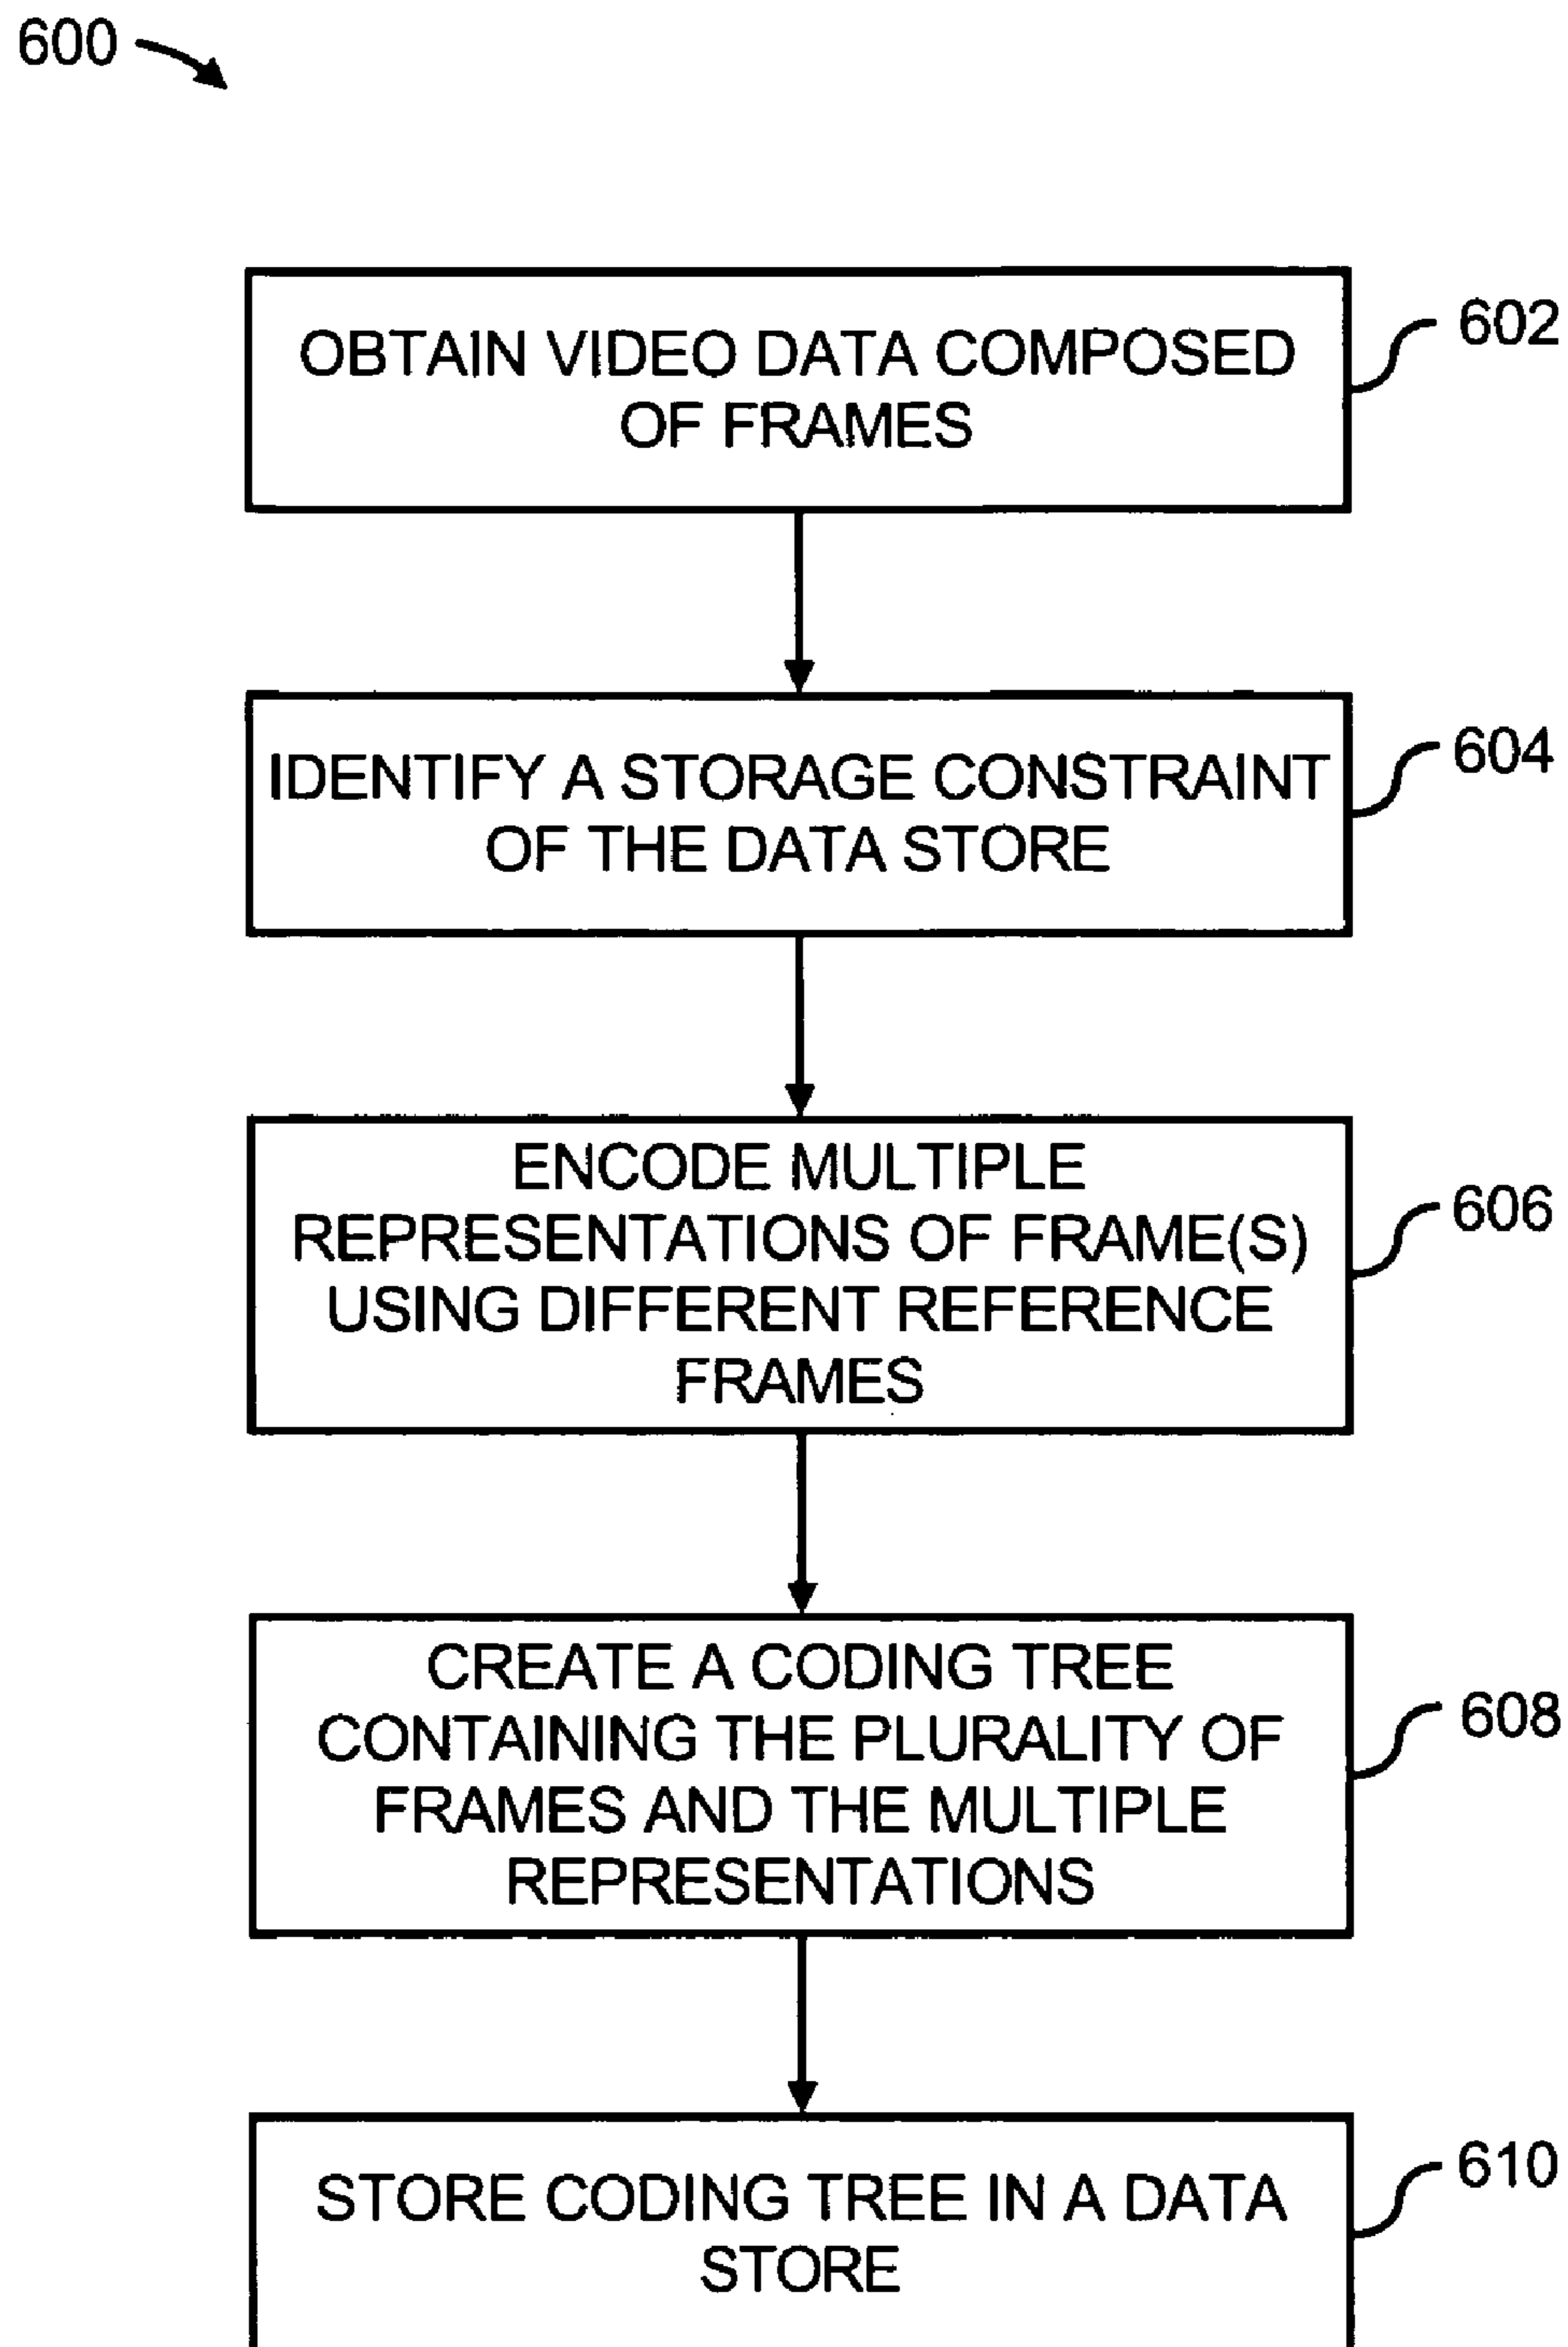 600
OBTAIN VIDEO DATA COMPOSED
OF FRAMES
602
IDENTIFY A STORAGE CONSTRAINT
OF THE DATA STORE
604
ENCODE MULTIPLE
REPRESENTATIONS OF FRAME(S)
USING DIFFERENT REFERENCE
FRAMES
606
CREATE A CODING TREE
CONTAINING THE PLURALITY OF
FRAMES AND THE MULTIPLE
REPRESENTATIONS
608
STORE CODING TREE IN A DATA
STORE
610